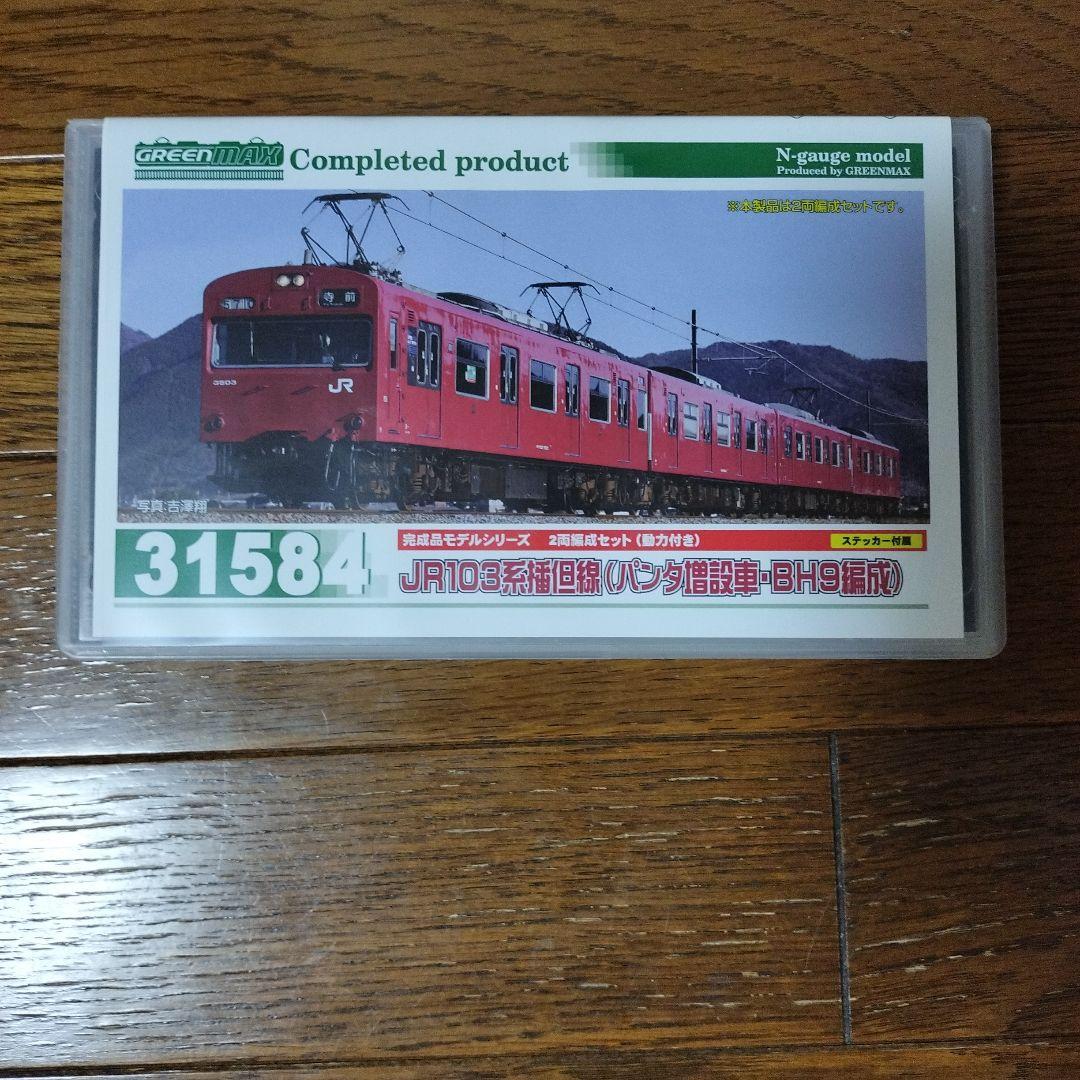 GREENMAX Completed product
N-gauge model
Produced by GREENMAX
※本製品は2両編成セットです。
寺前
JR
写真:吉澤翔
31584
完成品モデルシリーズ 2両編成セット(動力付き)
ステッカー付属
JR103系播但線(パンタ増設車・BH9編成)